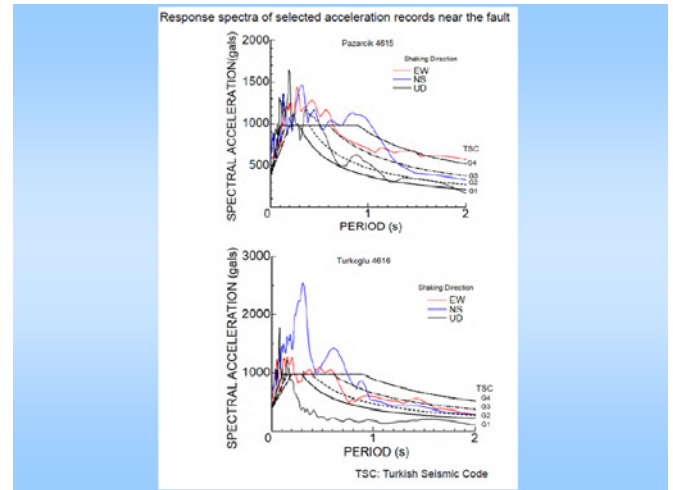 Response spectra of selected acceleration records near the fault
Pazarcik 4615
Shaking Direction
EW
NS
UD
SPECTRAL ACCELERATION(gals)
2000
1500
1000
500
0
TSC
G4
G3
G2
G1
0 1 2
PERIOD (s)
Turkoglu 4616
Shaking Direction
EW
NS
UD
SPECTRAL ACCELERATION (gals)
3000
2000
1000
0
TSC
G4
G3
G2
G1
0 1 2
PERIOD (s)
TSC: Turkish Seismic Code